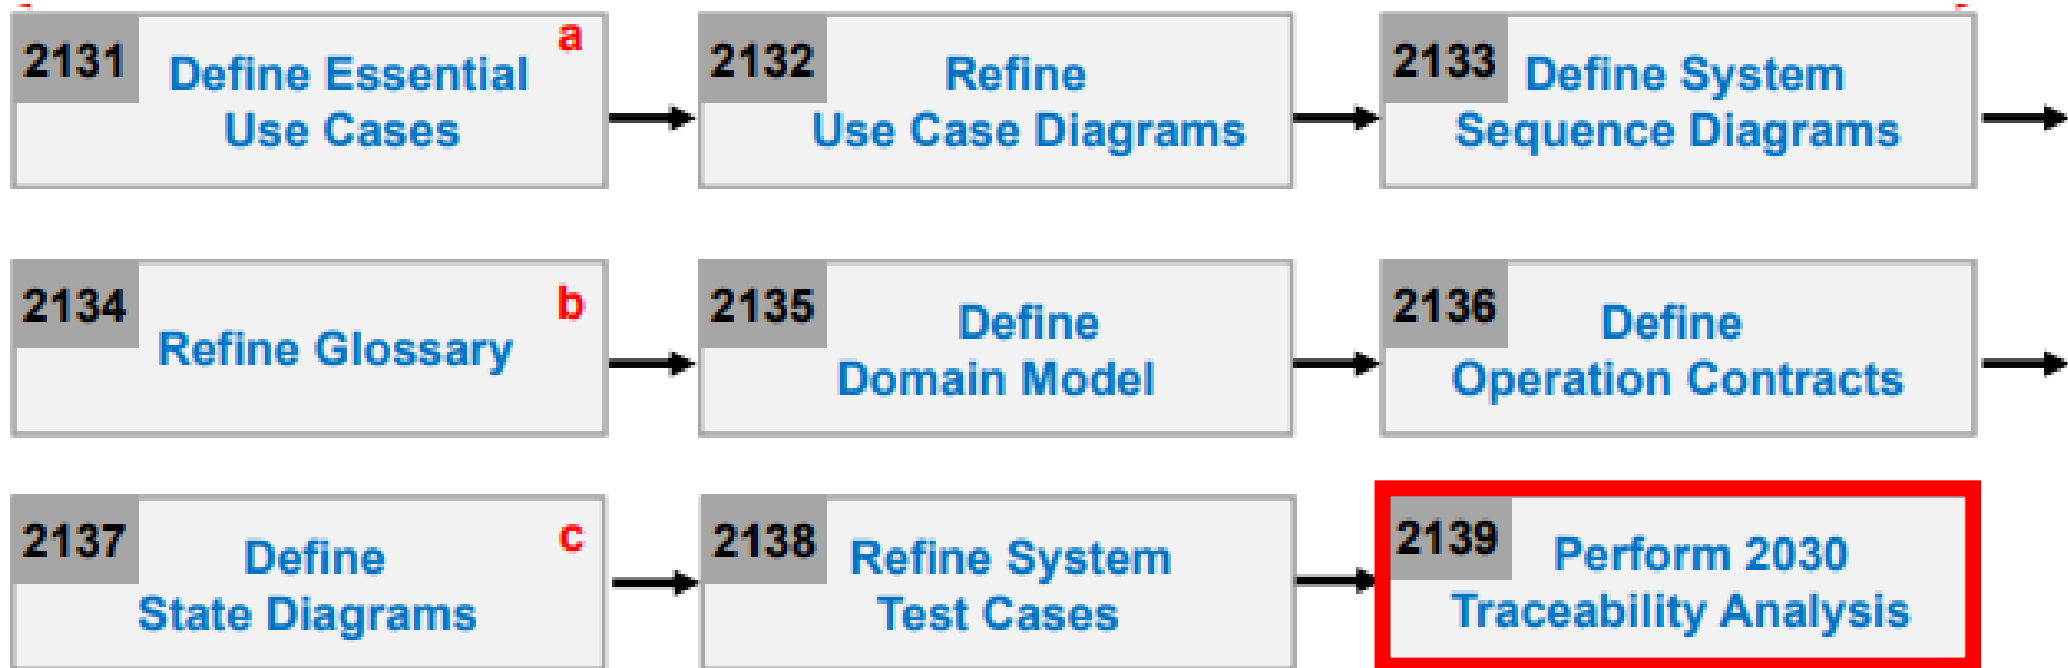 2131 Define Essential a
Use Cases
2132 Refine
Use Case Diagrams
2133 Define System
Sequence Diagrams
2134 Refine Glossary b
2135 Define
Domain Model
2136 Define
Operation Contracts
2137 Define c
State Diagrams
2138 Refine System
Test Cases
2139 Perform 2030
Traceability Analysis